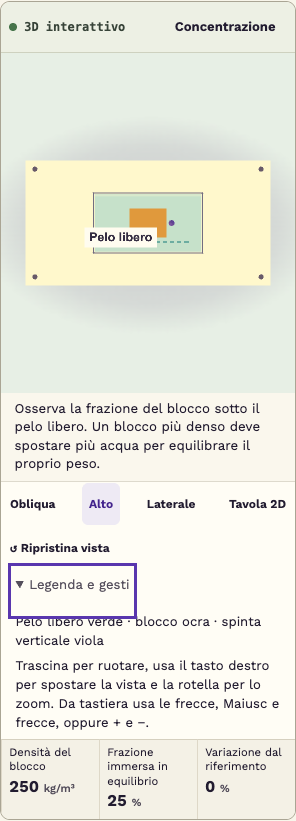 3D interattivo
Concentrazione
Pelo libero
Osserva la frazione del blocco sotto il
pelo libero. Un blocco più denso deve
spostare più acqua per equilibrare il
proprio peso.
Obliqua
Alto
Laterale
Tavola 2D
↺ Ripristina vista
▼ Legenda e gesti
Pelo libero verde · blocco ocra · spinta
verticale viola
Trascina per ruotare, usa il tasto destro
per spostare la vista e la rotella per lo
zoom. Da tastiera usa le frecce, Maiusc e
frecce, oppure + e −.
Densità del
blocco
250 kg/m³
Frazione
immersa in
equilibrio
25 %
Variazione dal
riferimento
0 %